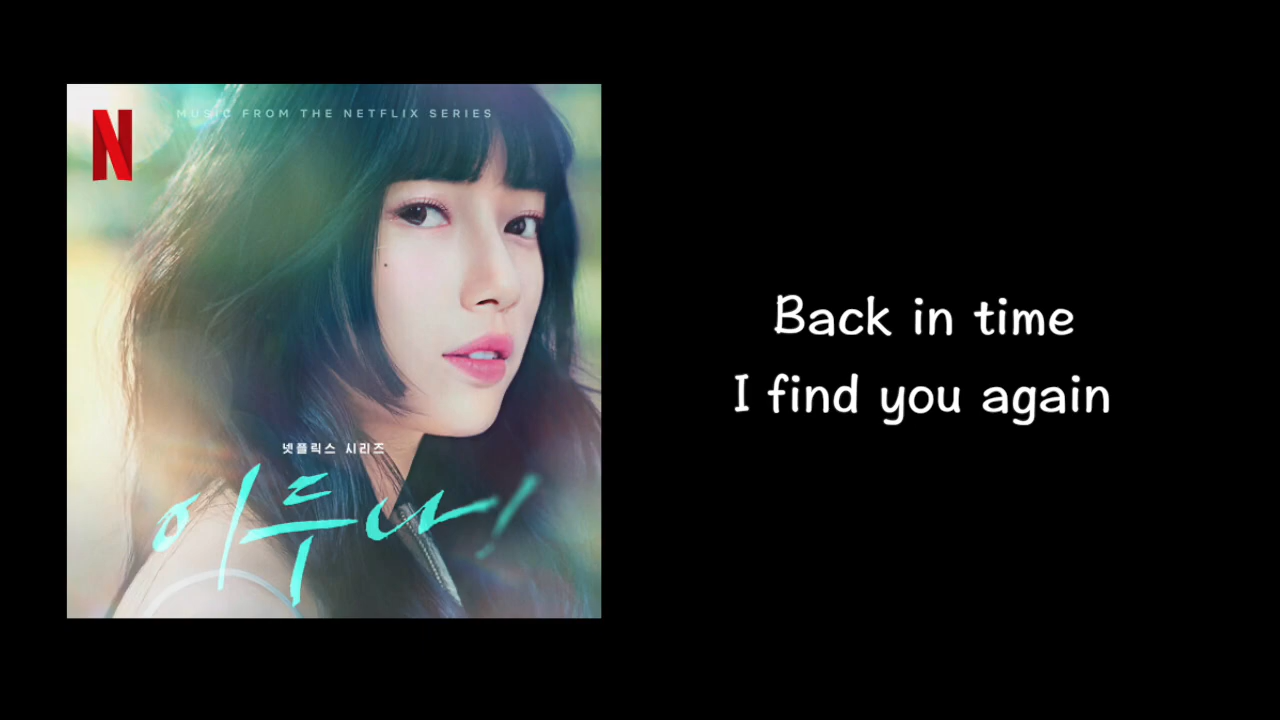 N
MUSIC FROM THE NETFLIX SERIES
넷플릭스 시리즈
이두나!
Back in time
I find you again